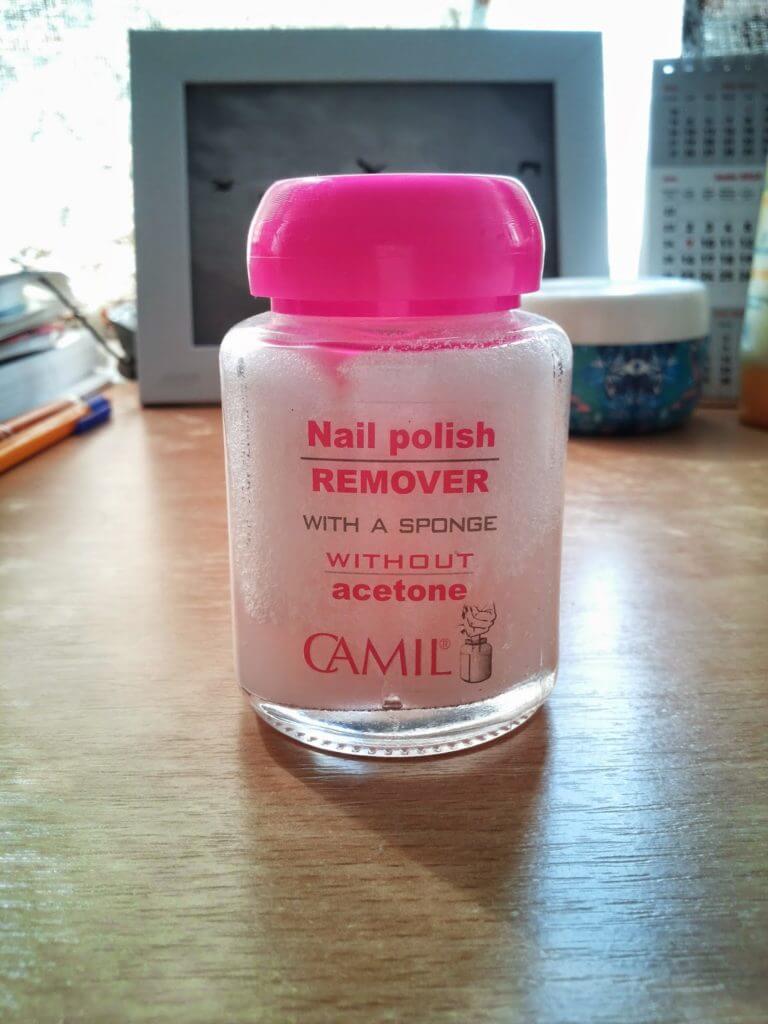 Nail polish
REMOVER
WITH A SPONGE
WITHOUT
acetone
CAMIL®